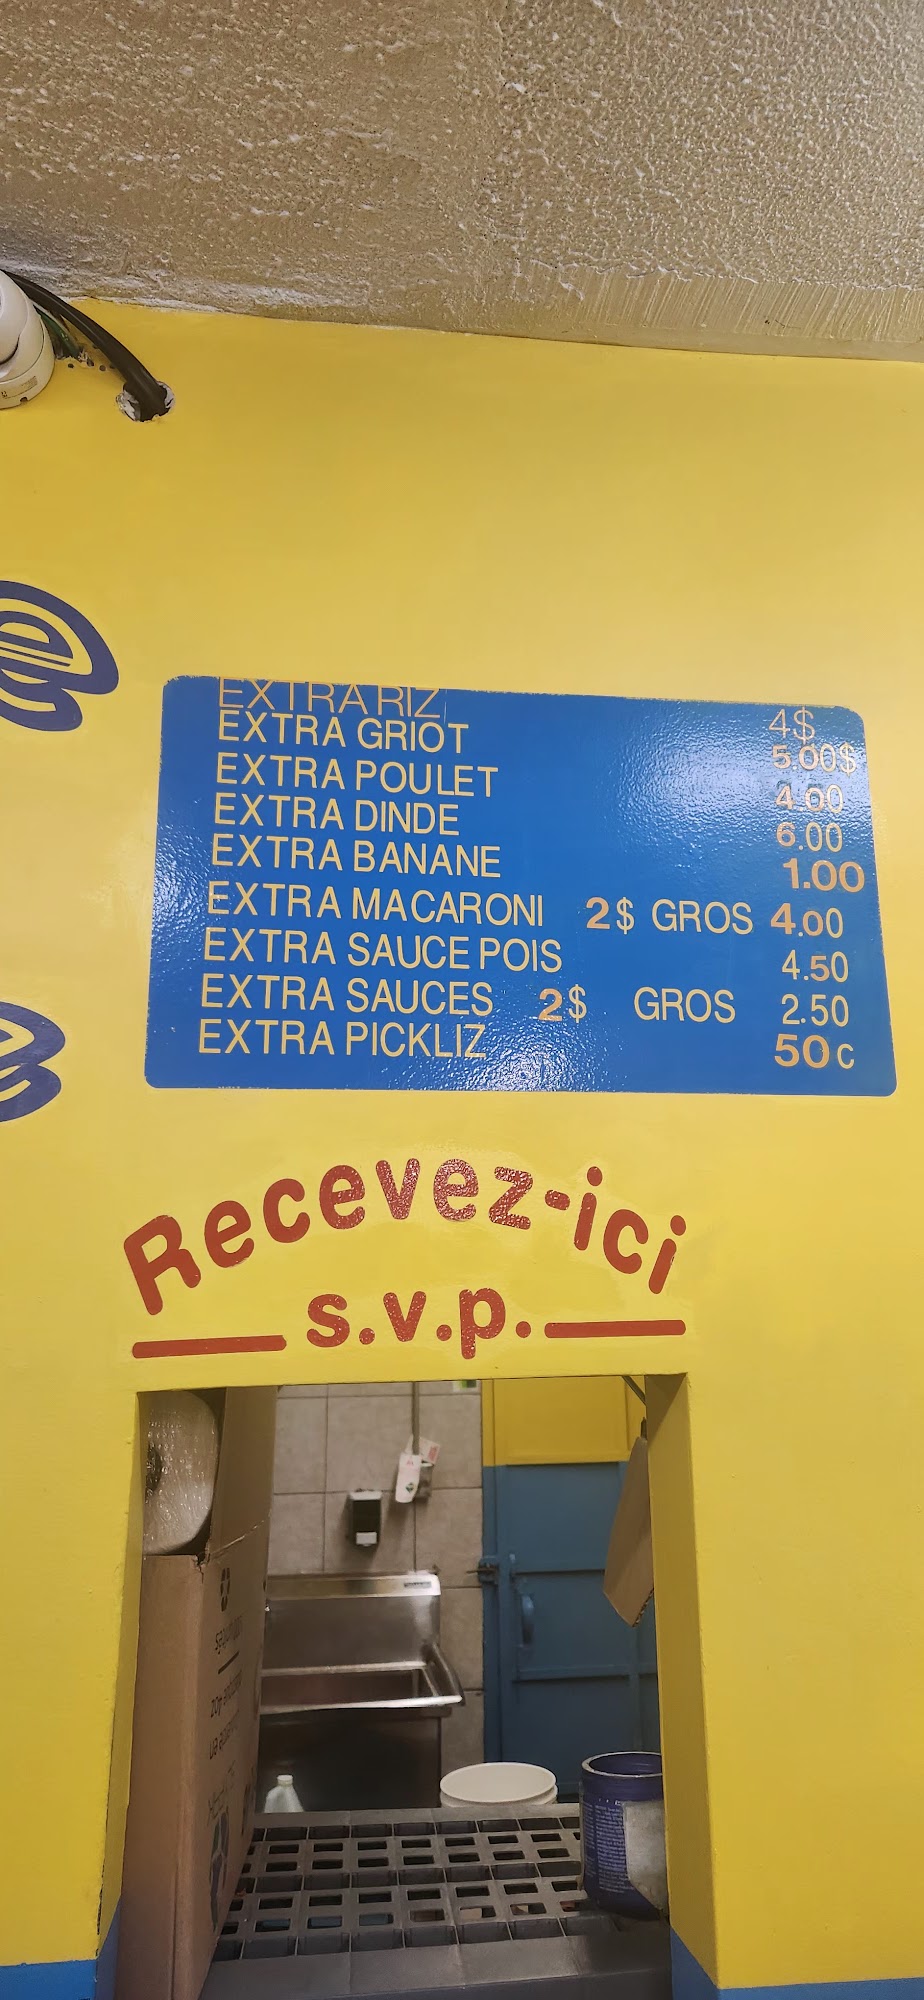 EXTRA RIZ 4$
EXTRA GRIOT 5.00$
EXTRA POULET 4.00
EXTRA DINDE 6.00
EXTRA BANANE 1.00
EXTRA MACARONI 2$ GROS 4.00
EXTRA SAUCE POIS 4.50
EXTRA SAUCES 2$ GROS 2.50
EXTRA PICKLIZ 50c
Recevez-ici
s.v.p.